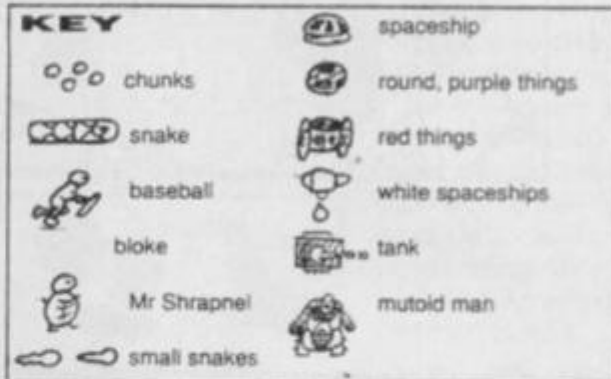 KEY
chunks
snake
baseball
bloke
Mr Shrapnel
small snakes
spaceship
round, purple things
red things
white spaceships
tank
mutoid man